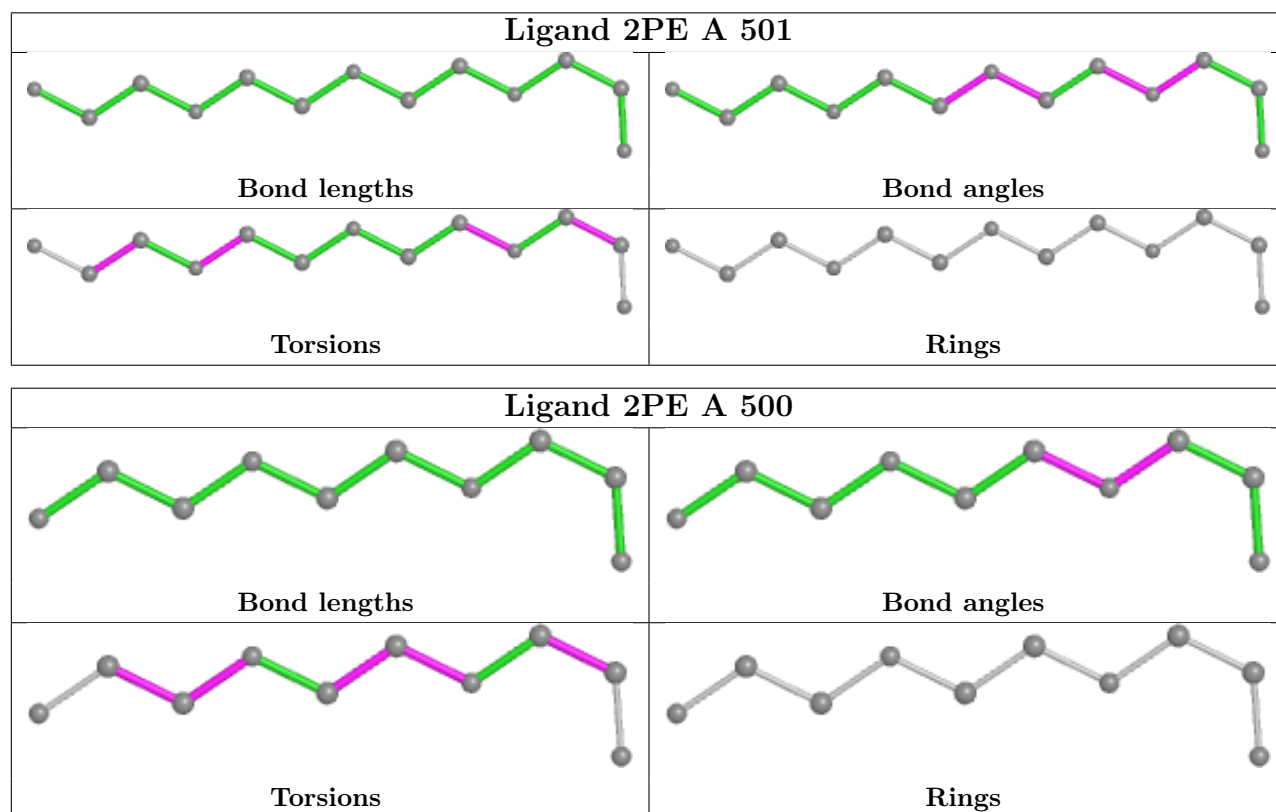 Ligand 2PE A 501
Bond lengths
Bond angles
Torsions
Rings
Ligand 2PE A 500
Bond lengths
Bond angles
Torsions
Rings